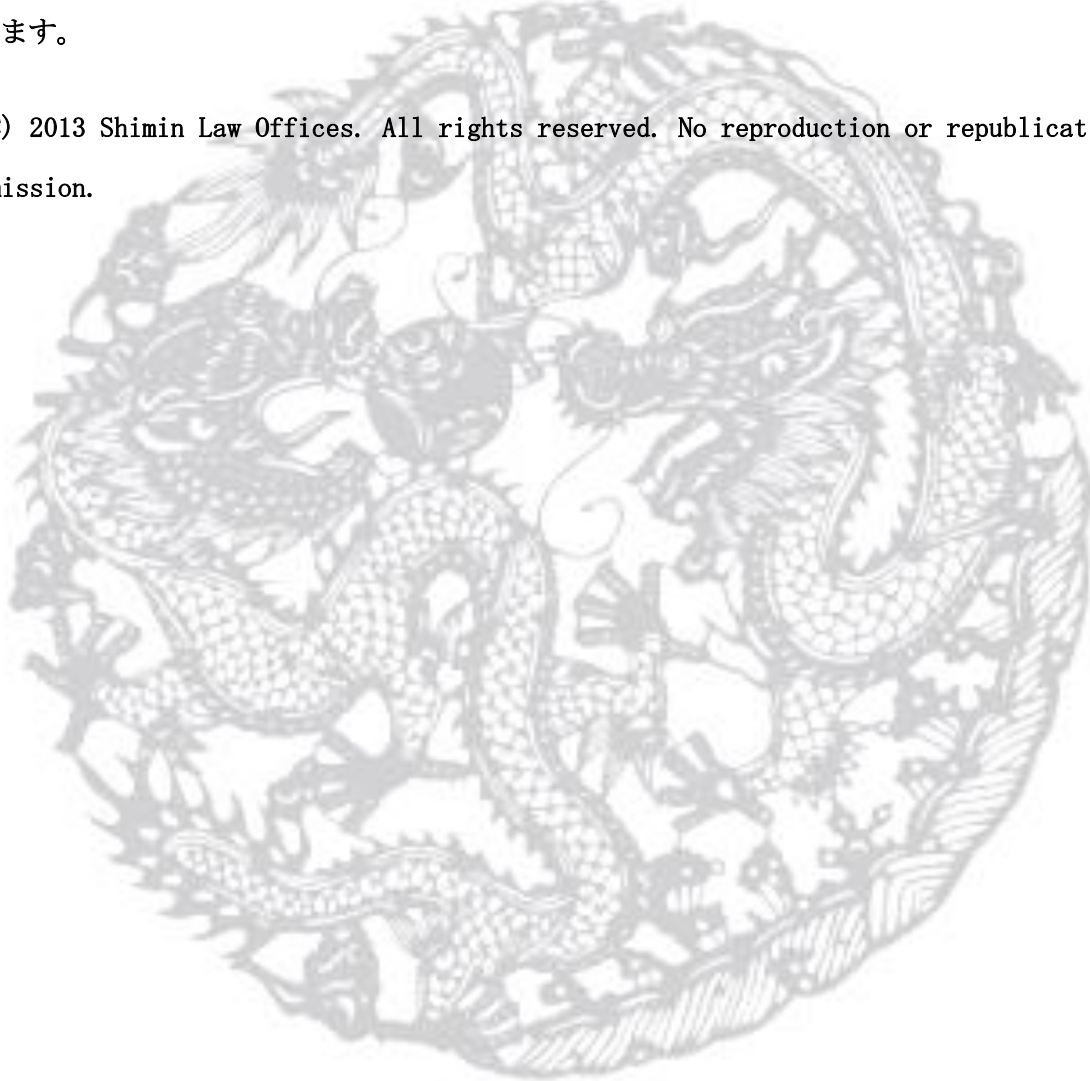 ます。
) 2013 Shimin Law Offices. All rights reserved. No reproduction or republicat
ission.